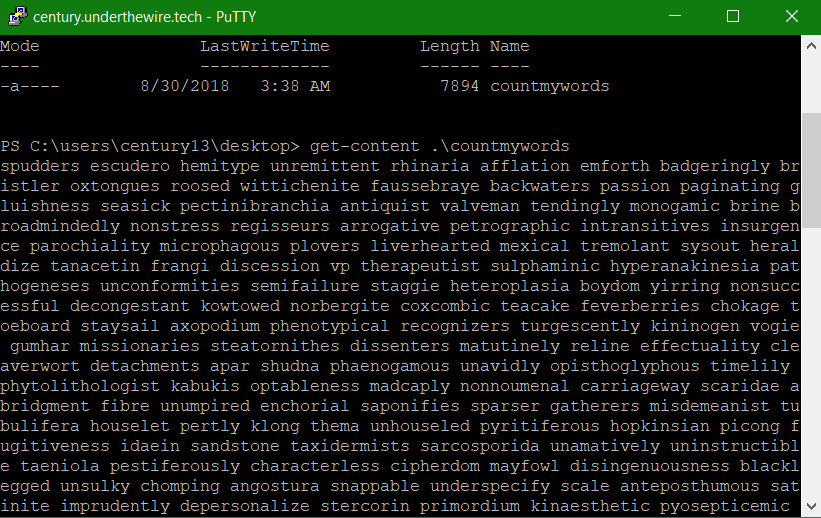 century.underthewire.tech - PuTTY
Mode                LastWriteTime         Length Name
----                -------------         ------ ----
-a----        8/30/2018   3:38 AM           7894 countmywords
PS C:\users\century13\desktop> get-content .\countmywords
spudders escudero hemitype unremittent rhinaria afflation emforth badgeringly br
istler oxtongues roosed wittichenite faussebraye backwaters passion paginating g
luishness seasick pectinibranchia antiquist valveman tendingly monogamic brine b
roadmindedly nonstress regisseurs arrogative petrographic intransitives insurgen
ce parochiality microphagous plovers liverhearted mexical tremolant sysout heral
dize tanacetin frangi discession vp therapeutist sulphaminic hyperanakinesia pat
hogeneses unconformities semifailure staggie heteroplasia boydom yirring nonsucc
essful decongestant kowtowed norbergite coxcombic teacake feverberries chokage t
oeboard staysail axopodium phenotypical recognizers turgescently kininogen vogie
 gumhar missionaries steatornithes dissenters matutinely reline effectuality cle
averwort detachments apar shudna phaenogamous unavidly opisthoglyphous timelily
phytolithologist kabukis optableness madcaply nonnoumenal carriageway scaridae a
bridgment fibre unumpired enchorial saponifies sparser gatherers misdemeanist tu
bulifera houselet pertly klong thema unhouseled pyritiferous hopkinsian picong f
ugitiveness idaein sandstone taxidermists sarcosporida unamatively uninstructibl
e taeniola pestiferously characterless cipherdom mayfowl disingenuousness blackl
egged unsulky chomping angostura snappable underspecify scale anteposthumous sat
inite imprudently depersonalize stercorin primordium kinaesthetic pyosepticemic